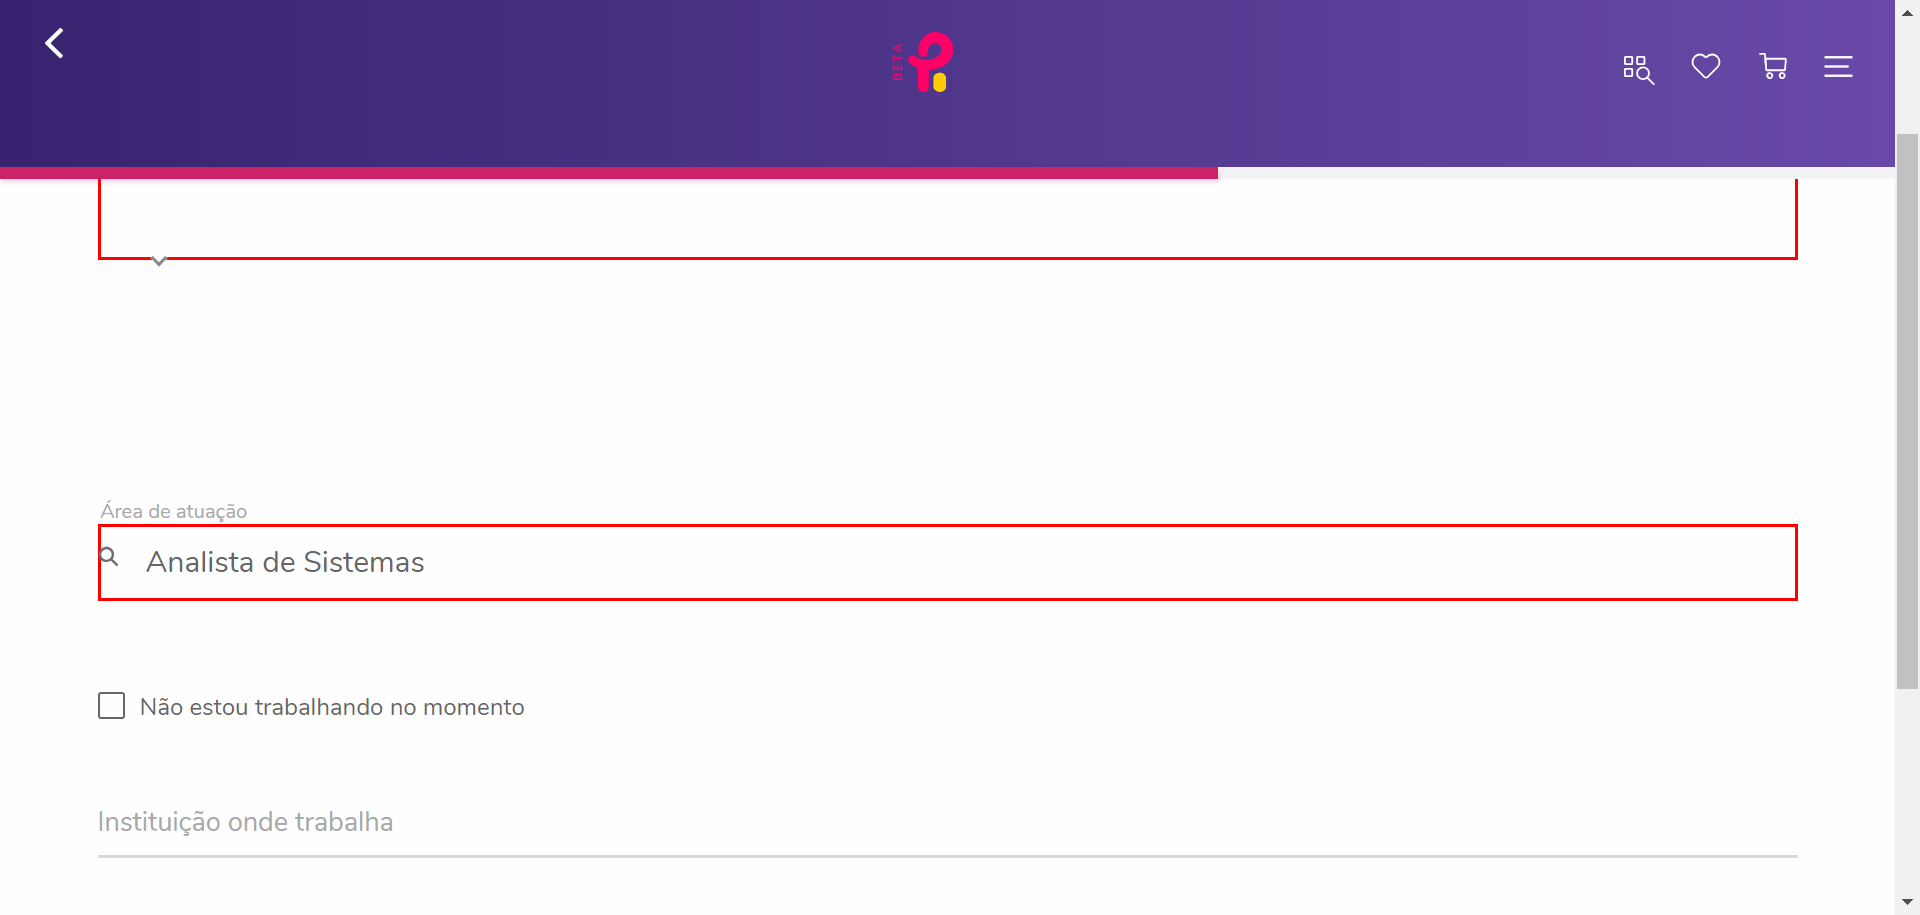 BETA
Área de atuação
Analista de Sistemas
Não estou trabalhando no momento
Instituição onde trabalha